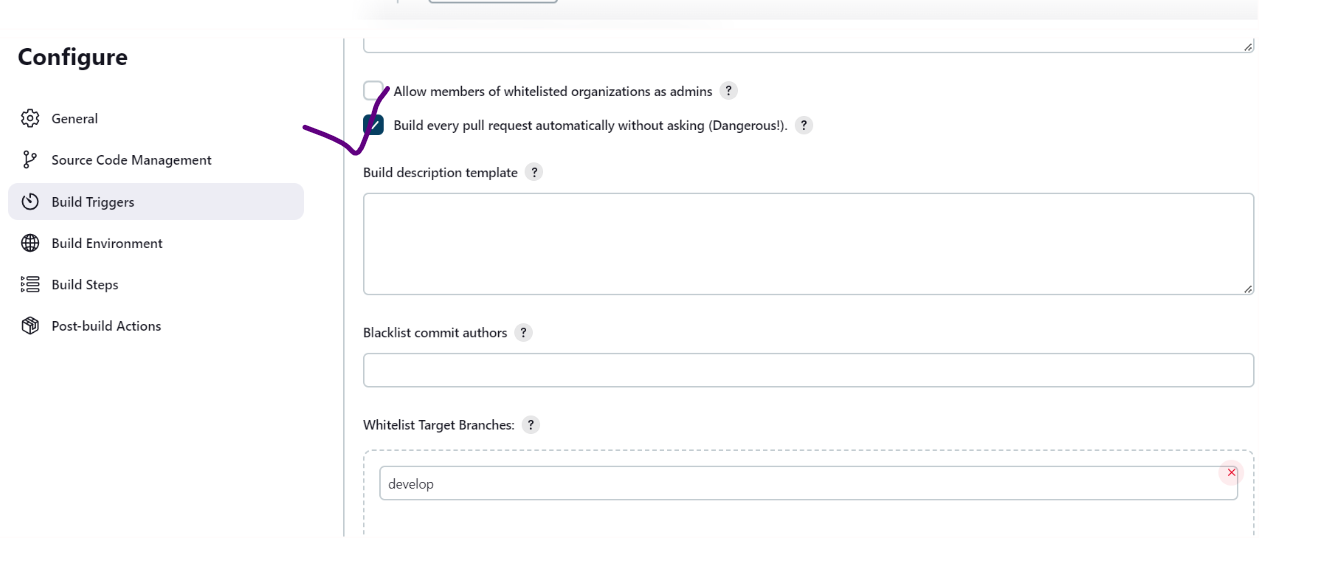 Configure
General
Source Code Management
Build Triggers
Build Environment
Build Steps
Post-build Actions
Allow members of whitelisted organizations as admins ?
Build every pull request automatically without asking (Dangerous!). ?
Build description template ?
Blacklist commit authors ?
Whitelist Target Branches: ?
develop